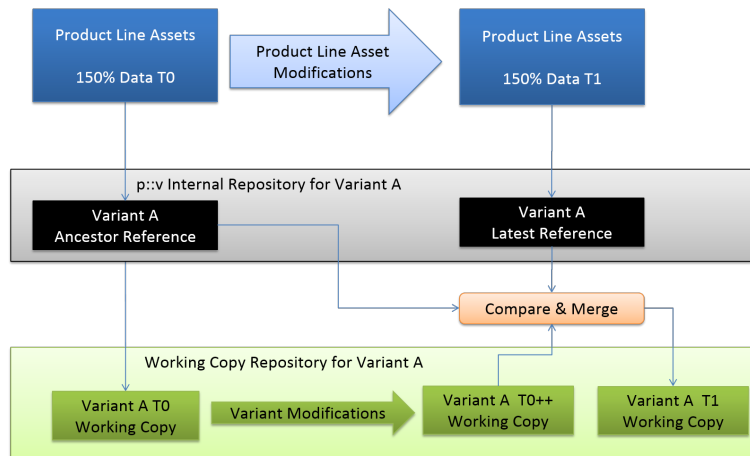 Product Line Assets
150% Data T0
Product Line Asset
Modifications
Product Line Assets
150% Data T1
p::v Internal Repository for Variant A
Variant A
Ancestor Reference
Variant A
Latest Reference
Compare & Merge
Working Copy Repository for Variant A
Variant A T0
Working Copy
Variant Modifications
Variant A  T0++
Working Copy
Variant A  T1
Working Copy